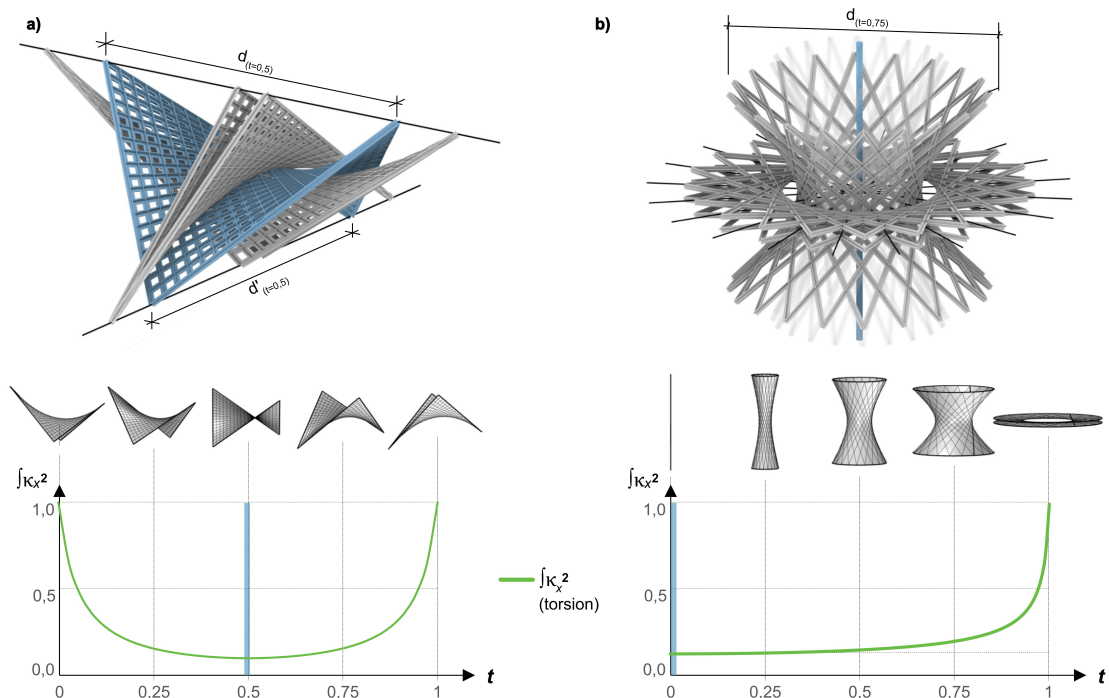 a)
d(t=0,5)
d'(t=0,5)
b)
d(t=0,75)
∫κx²
1,0
0,5
0,0
0
0.25
0.5
0.75
1
t
∫κx²
(torsion)
∫κx²
1,0
0,5
0,0
0
0.25
0.5
0.75
1
t